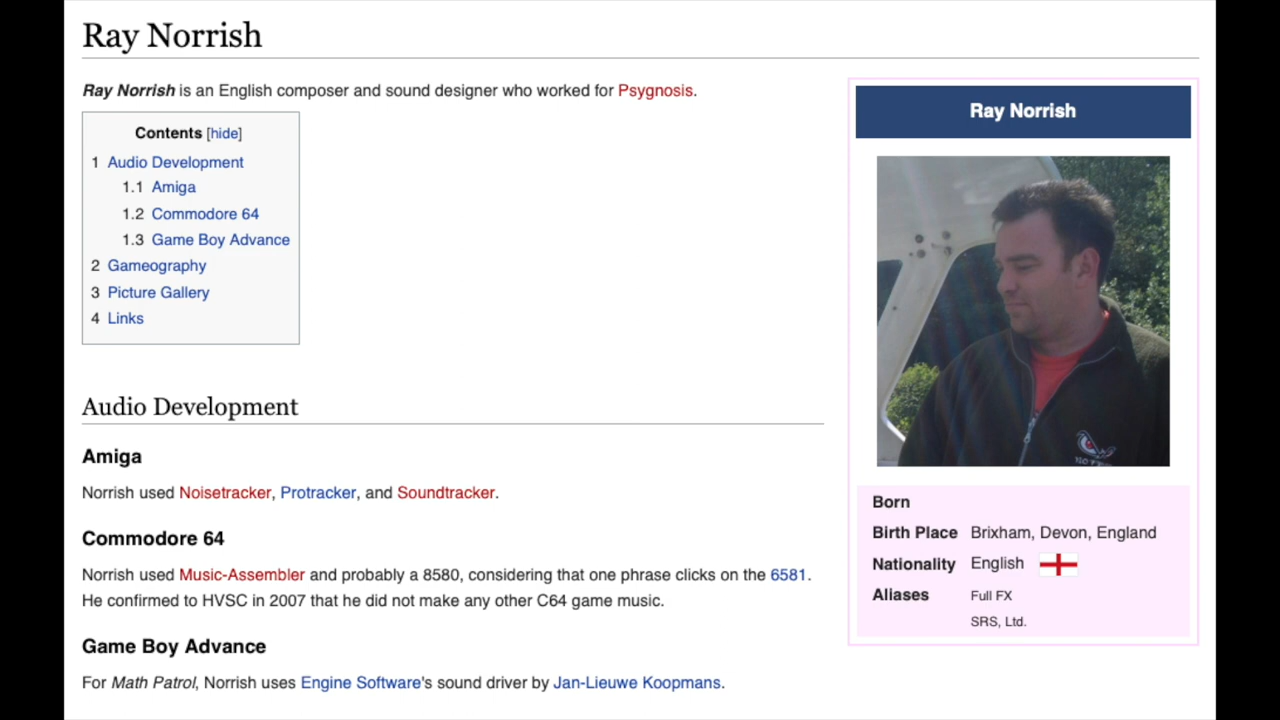 Ray Norrish
Ray Norrish is an English composer and sound designer who worked for Psygnosis.
Contents [hide]
1 Audio Development
1.1 Amiga
1.2 Commodore 64
1.3 Game Boy Advance
2 Gameography
3 Picture Gallery
4 Links
Audio Development
Amiga
Norrish used Noisetracker, Protracker, and Soundtracker.
Commodore 64
Norrish used Music-Assembler and probably a 8580, considering that one phrase clicks on the 6581.
He confirmed to HVSC in 2007 that he did not make any other C64 game music.
Game Boy Advance
For Math Patrol, Norrish uses Engine Software's sound driver by Jan-Lieuwe Koopmans.
Ray Norrish
Born
Birth Place Brixham, Devon, England
Nationality English
Aliases Full FX
SRS, Ltd.